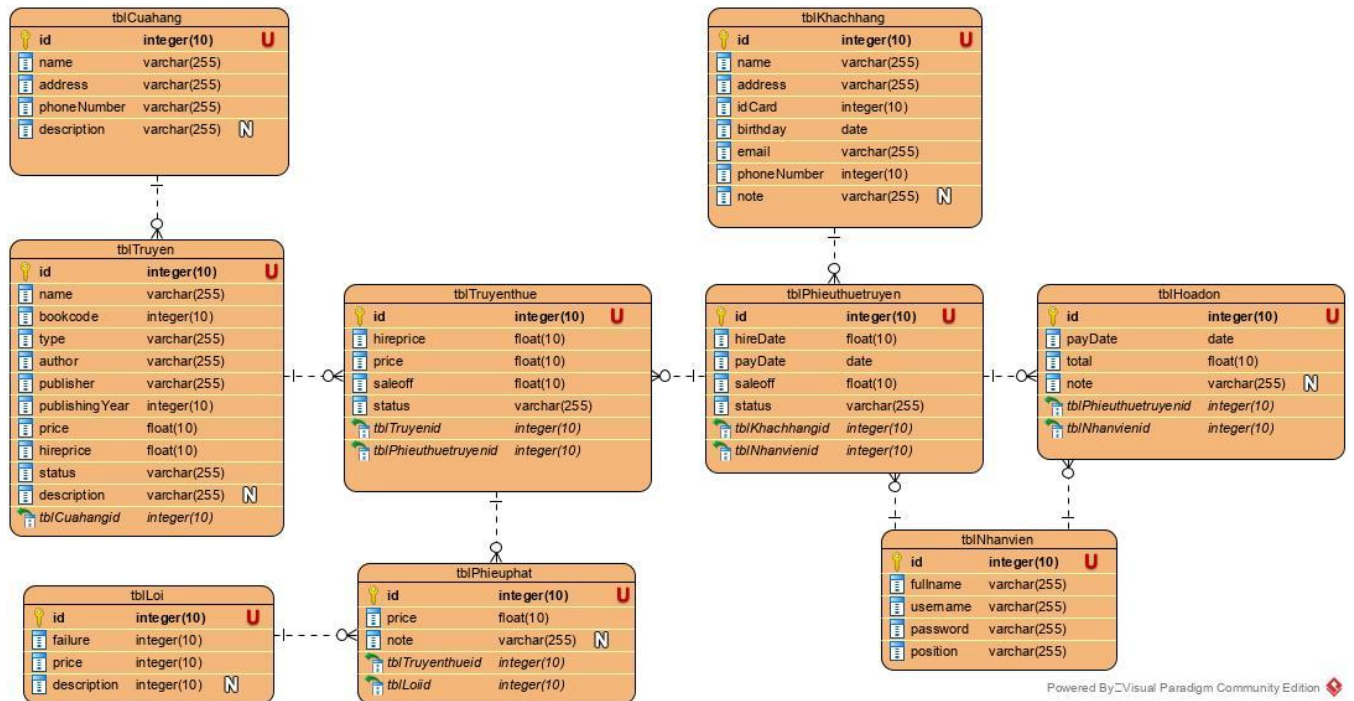 tblCuahang
id integer(10) U
name varchar(255)
address varchar(255)
phoneNumber varchar(255)
description varchar(255) N
tblKhachhang
id integer(10) U
name varchar(255)
address varchar(255)
idCard integer(10)
birthday date
email varchar(255)
phoneNumber integer(10)
note varchar(255) N
tblTruyen
id integer(10) U
name varchar(255)
bookcode integer(10)
type varchar(255)
author varchar(255)
publisher varchar(255)
publishingYear integer(10)
price float(10)
hireprice float(10)
status varchar(255)
description varchar(255) N
tblCuahangid integer(10)
tblTruyenthue
id integer(10) U
hireprice float(10)
price float(10)
saleoff float(10)
status varchar(255)
tblTruyenid integer(10)
tblPhieuthuetruyenid integer(10)
tblPhieuthuetruyen
id integer(10) U
hireDate float(10)
payDate date
saleoff float(10)
status varchar(255)
tblKhachhangid integer(10)
tblNhanvienid integer(10)
tblHoadon
id integer(10) U
payDate date
total float(10)
note varchar(255) N
tblPhieuthuetruyenid integer(10)
tblNhanvienid integer(10)
tblLoi
id integer(10) U
failure integer(10)
price integer(10)
description integer(10) N
tblPhieuphat
id integer(10) U
price float(10)
note varchar(255) N
tblTruyenthueid integer(10)
tblLoiid integer(10)
tblNhanvien
id integer(10) U
fullname varchar(255)
username varchar(255)
password varchar(255)
position varchar(255)
Powered By Visual Paradigm Community Edition